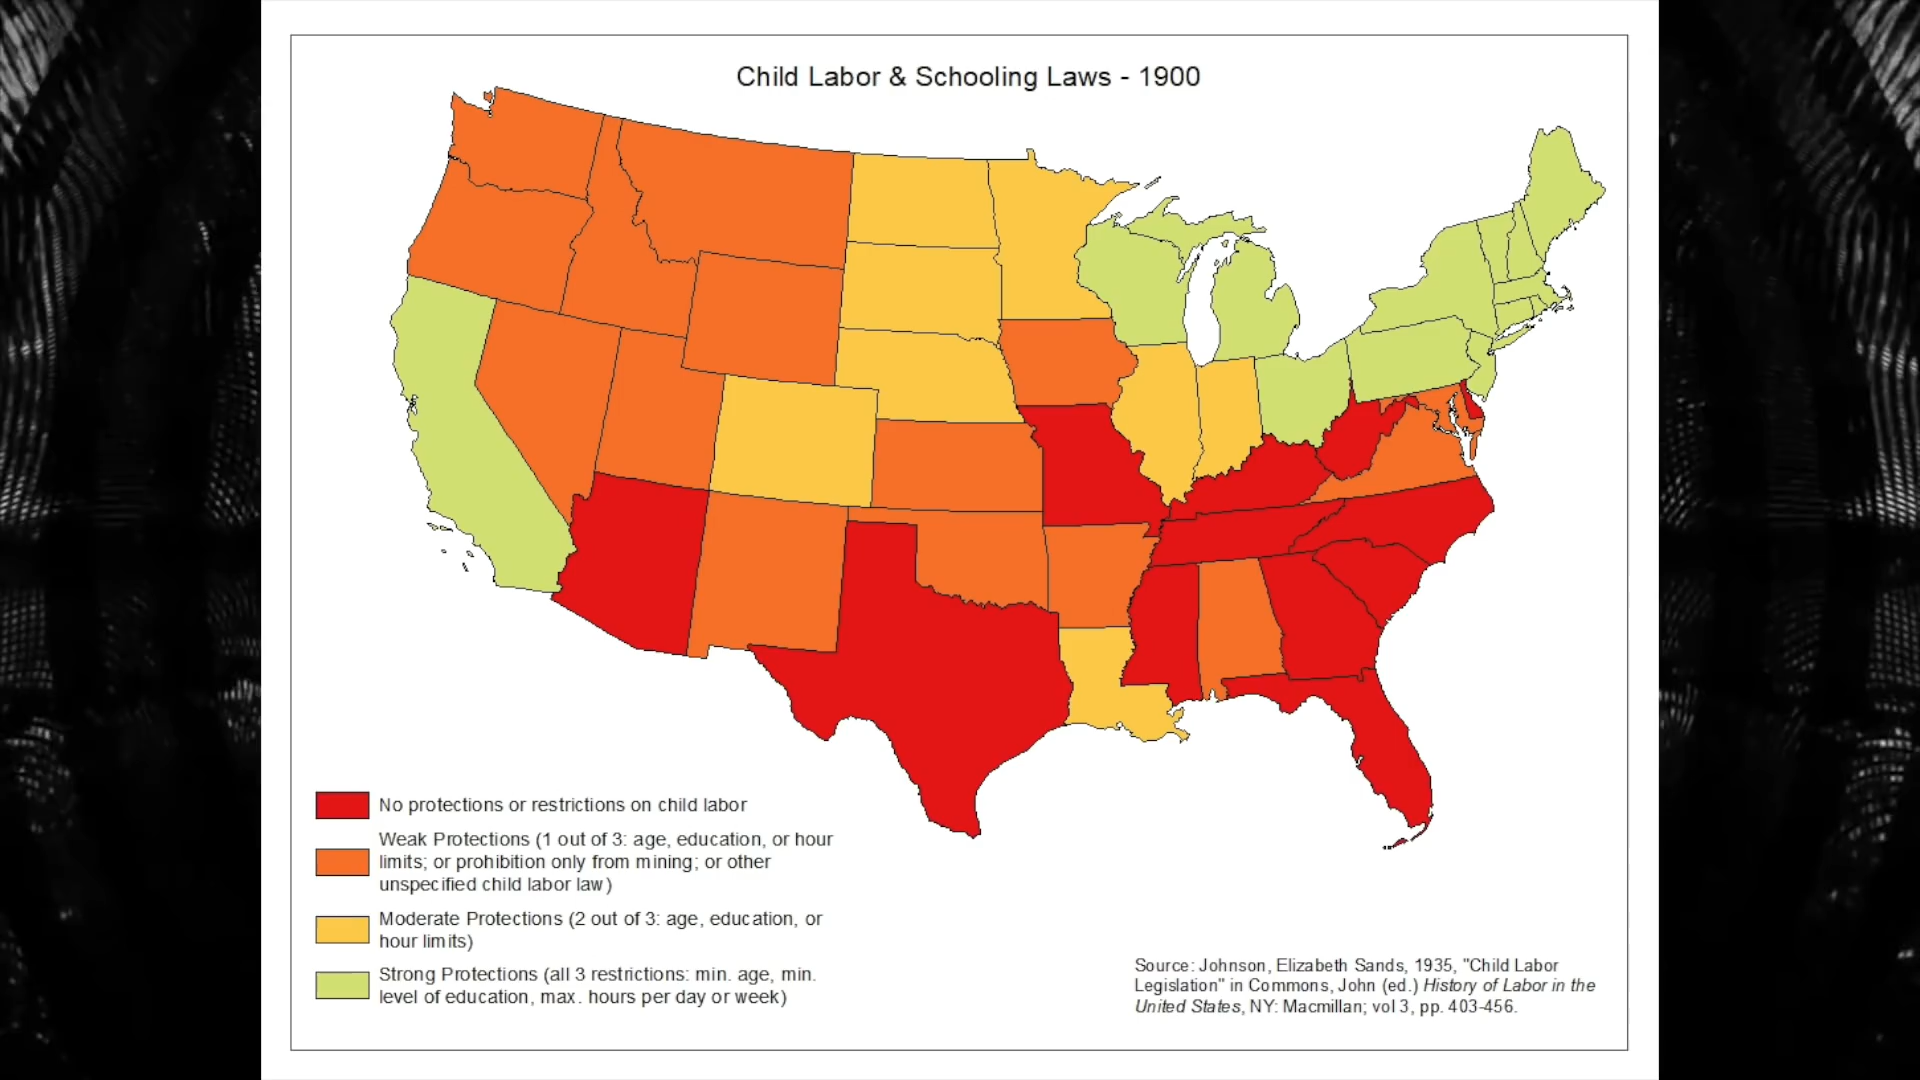 Child Labor & Schooling Laws - 1900
No protections or restrictions on child labor
Weak Protections (1 out of 3: age, education, or hour
limits; or prohibition only from mining; or other
unspecified child labor law)
Moderate Protections (2 out of 3: age, education, or
hour limits)
Strong Protections (all 3 restrictions: min. age, min.
level of education, max. hours per day or week)
Source: Johnson, Elizabeth Sands, 1935, "Child Labor
Legislation" in Commons, John (ed.) History of Labor in the
United States, NY: Macmillan; vol 3, pp. 403-456.